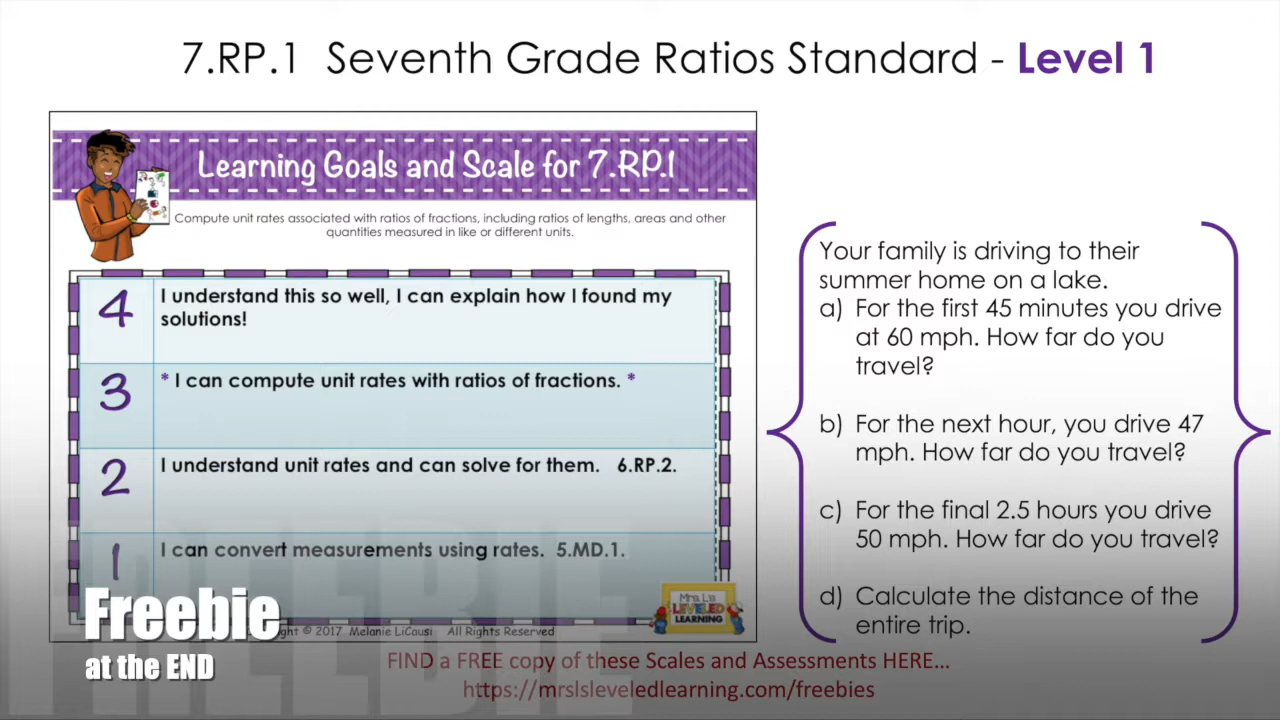 7.RP.1 Seventh Grade Ratios Standard - Level 1
Learning Goals and Scale for 7.RP.1
Compute unit rates associated with ratios of fractions, including ratios of lengths, areas and other
quantities measured in like or different units.
4
I understand this so well, I can explain how I found my
solutions!
3
* I can compute unit rates with ratios of fractions. *
2
I understand unit rates and can solve for them. 6.RP.2.
1
I can convert measurements using rates. 5.MD.1.
Mrs. L's
LEVELED
LEARNING
© 2017 Melanie LiCausi All Rights Reserved
Your family is driving to their
summer home on a lake.
a) For the first 45 minutes you drive
at 60 mph. How far do you
travel?
b) For the next hour, you drive 47
mph. How far do you travel?
c) For the final 2.5 hours you drive
50 mph. How far do you travel?
d) Calculate the distance of the
entire trip.
FREEBIE
Freebie
at the END
FIND a FREE copy of these Scales and Assessments HERE...
https://mrslsleveledlearning.com/freebies